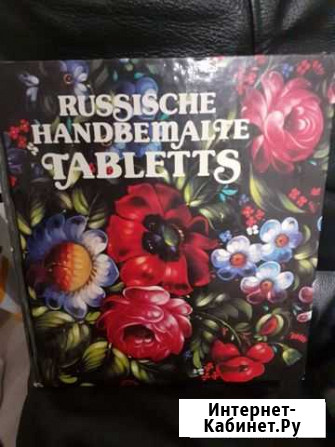 RUSSISCHE
HANDBEMALTE
TABLETTS
Интернет-
Кабинет.Ру